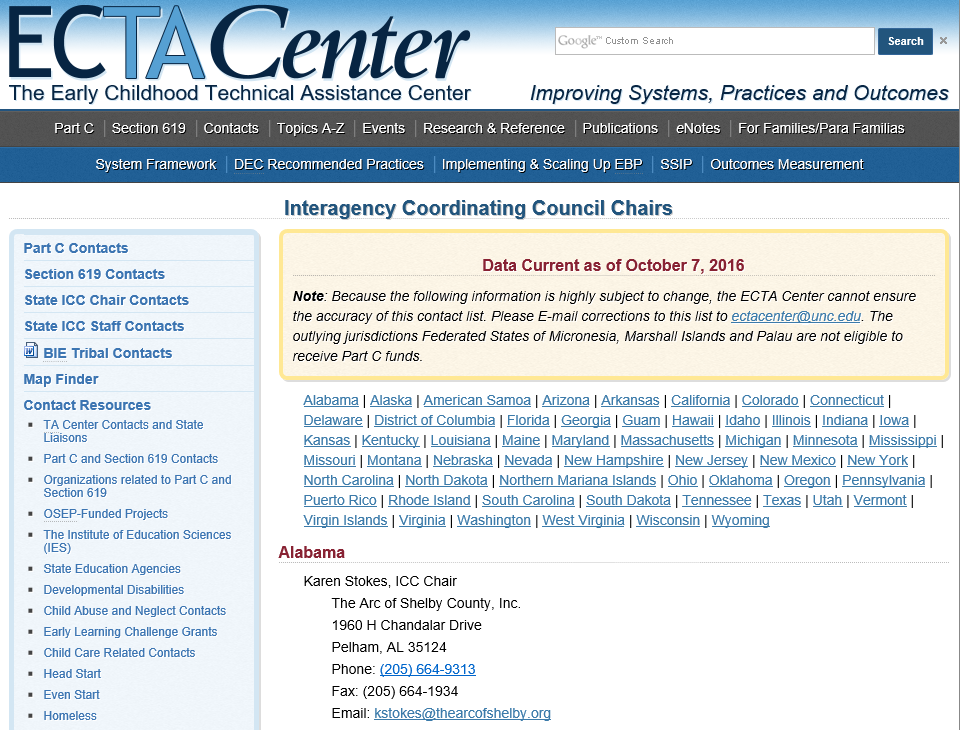 ECTACenter
The Early Childhood Technical Assistance Center
Google™ Custom Search
Search
×
Improving Systems, Practices and Outcomes
Part C | Section 619 | Contacts | Topics A-Z | Events | Research & Reference | Publications | eNotes | For Families/Para Familias
System Framework | DEC Recommended Practices | Implementing & Scaling Up EBP | SSIP | Outcomes Measurement
Interagency Coordinating Council Chairs
Part C Contacts
Section 619 Contacts
State ICC Chair Contacts
State ICC Staff Contacts
BIE Tribal Contacts
Map Finder
Contact Resources
▪ TA Center Contacts and State
Liaisons
▪ Part C and Section 619 Contacts
▪ Organizations related to Part C and
Section 619
▪ OSEP-Funded Projects
▪ The Institute of Education Sciences
(IES)
▪ State Education Agencies
▪ Developmental Disabilities
▪ Child Abuse and Neglect Contacts
▪ Early Learning Challenge Grants
▪ Child Care Related Contacts
▪ Head Start
▪ Even Start
▪ Homeless
Data Current as of October 7, 2016
Note: Because the following information is highly subject to change, the ECTA Center cannot ensure
the accuracy of this contact list. Please E-mail corrections to this list to ectacenter@unc.edu. The
outlying jurisdictions Federated States of Micronesia, Marshall Islands and Palau are not eligible to
receive Part C funds.
Alabama | Alaska | American Samoa | Arizona | Arkansas | California | Colorado | Connecticut |
Delaware | District of Columbia | Florida | Georgia | Guam | Hawaii | Idaho | Illinois | Indiana | Iowa |
Kansas | Kentucky | Louisiana | Maine | Maryland | Massachusetts | Michigan | Minnesota | Mississippi |
Missouri | Montana | Nebraska | Nevada | New Hampshire | New Jersey | New Mexico | New York |
North Carolina | North Dakota | Northern Mariana Islands | Ohio | Oklahoma | Oregon | Pennsylvania |
Puerto Rico | Rhode Island | South Carolina | South Dakota | Tennessee | Texas | Utah | Vermont |
Virgin Islands | Virginia | Washington | West Virginia | Wisconsin | Wyoming
Alabama
Karen Stokes, ICC Chair
The Arc of Shelby County, Inc.
1960 H Chandalar Drive
Pelham, AL 35124
Phone: (205) 664-9313
Fax: (205) 664-1934
Email: kstokes@thearcofshelby.org